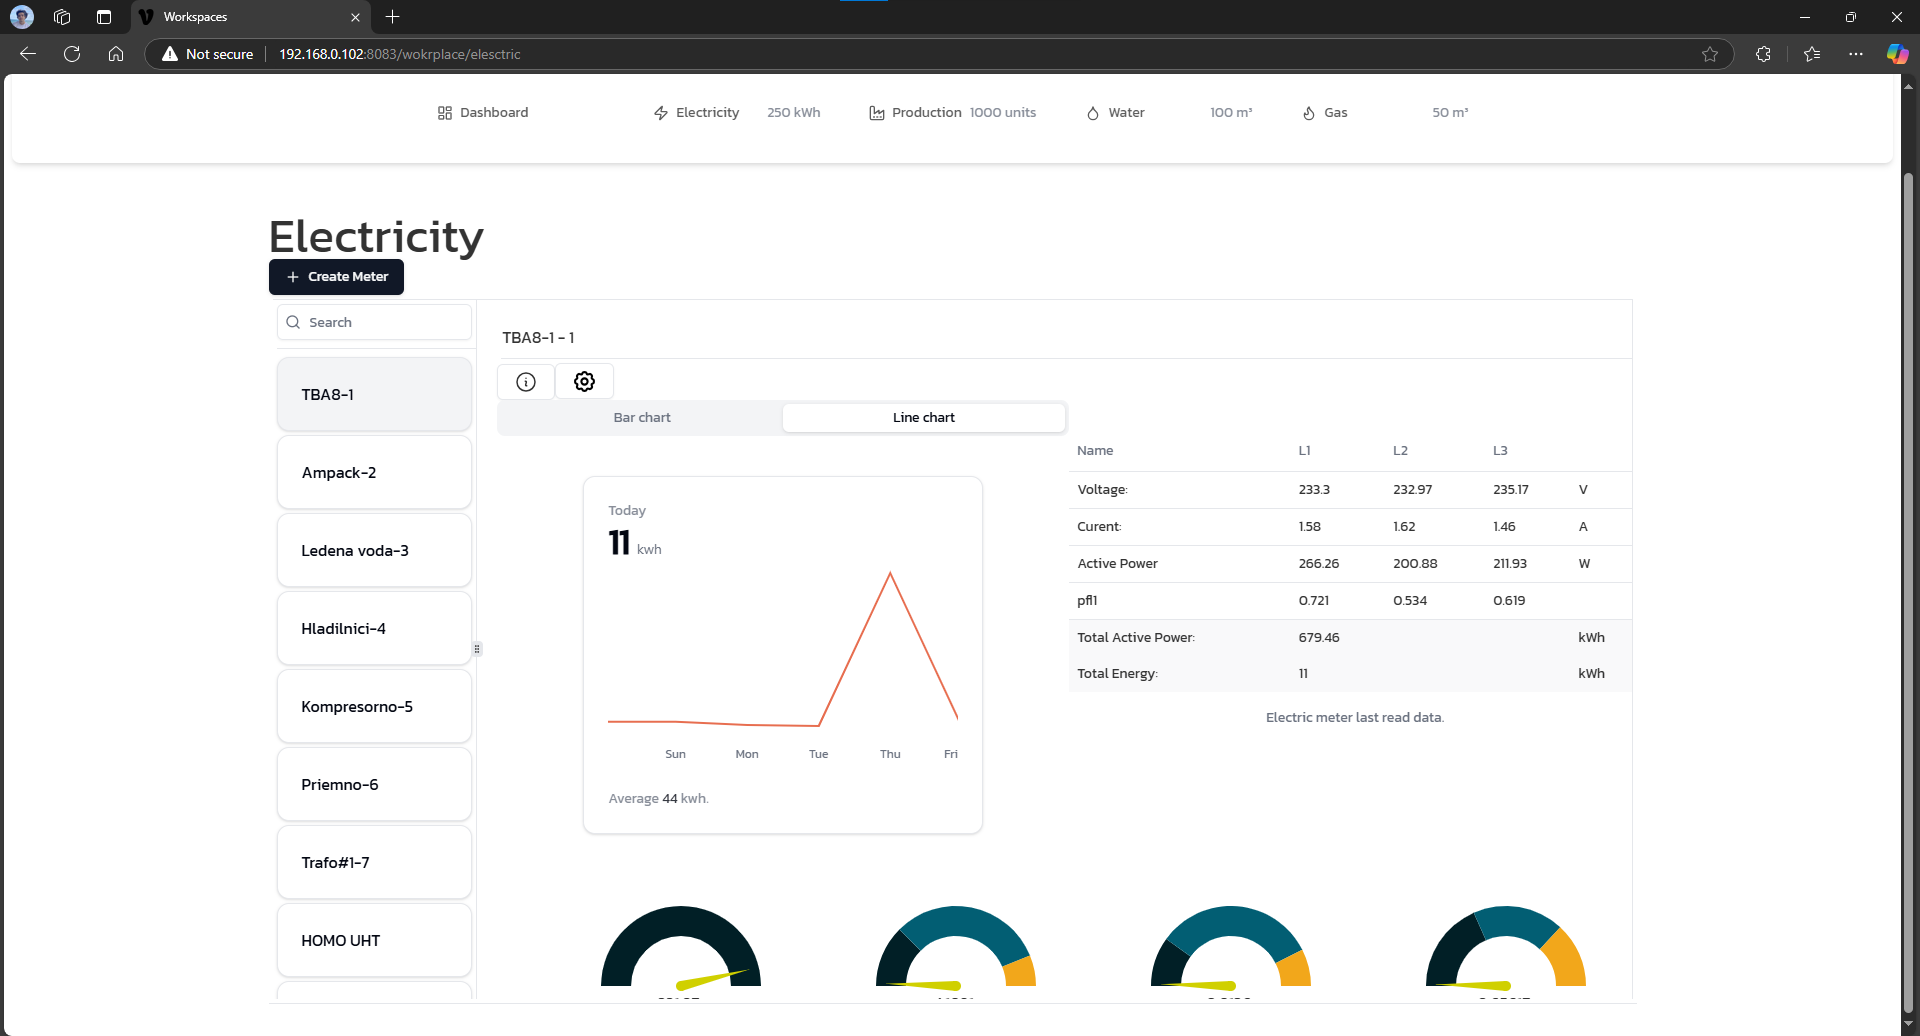 Workspaces
Not secure 192.168.0.102:8083/wokrplace/elesctric
Dashboard Electricity 250 kWh Production 1000 units Water 100 m³ Gas 50 m³
Electricity
Create Meter
Search
TBA8-1
Ampack-2
Ledena voda-3
Hladilnici-4
Kompresorno-5
Priemno-6
Trafo#1-7
HOMO UHT
TBA8-1 - 1
Bar chart Line chart
Today
11 kwh
Sun Mon Tue Thu Fri
Average 44 kwh.
Name L1 L2 L3
Voltage: 233.3 232.97 235.17 V
Curent: 1.58 1.62 1.46 A
Active Power 266.26 200.88 211.93 W
pfl1 0.721 0.534 0.619
Total Active Power: 679.46 kWh
Total Energy: 11 kWh
Electric meter last read data.